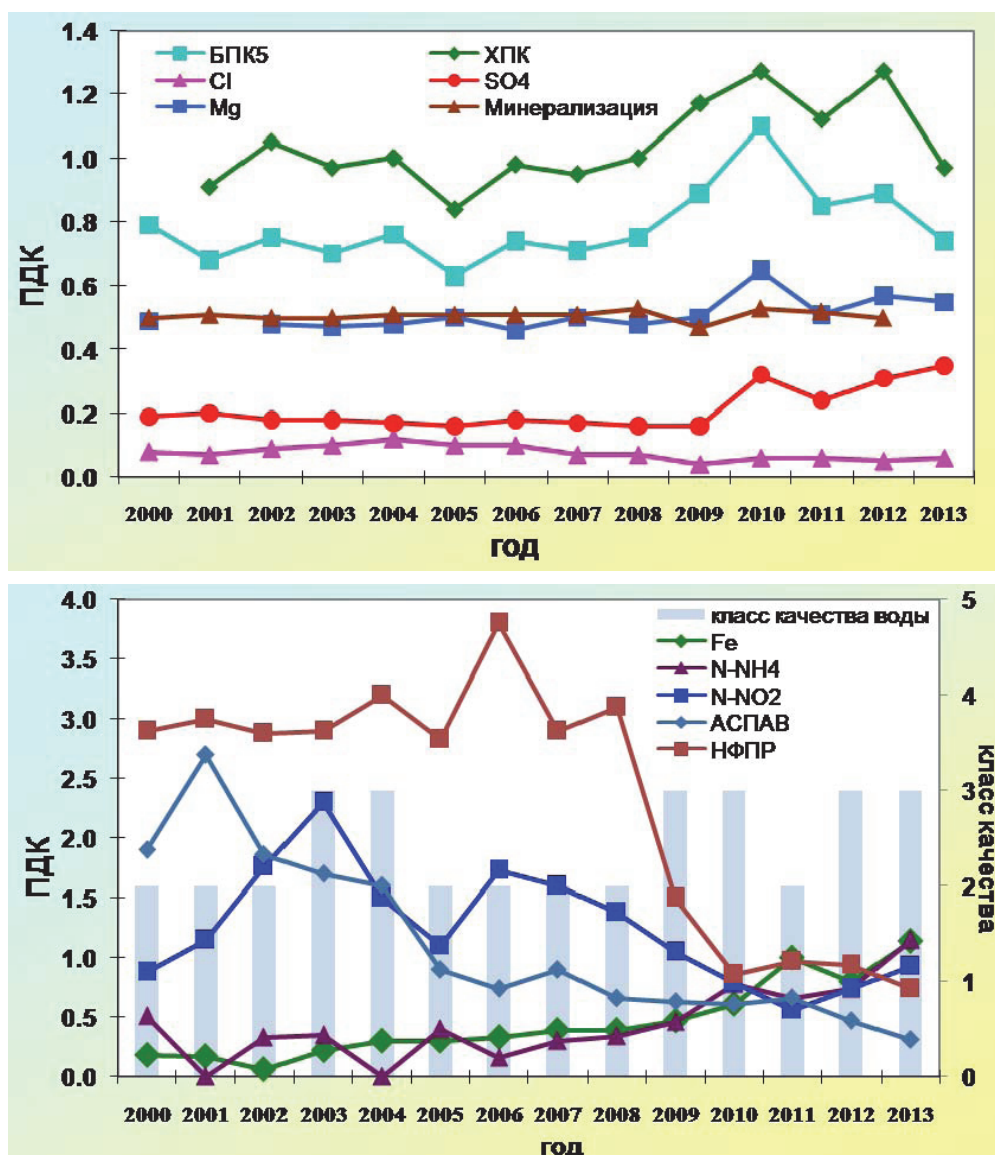 1.4
1.2
1.0
0.8
0.6
0.4
0.2
0.0
ПДК
БПК5
ХПК
Cl
SO4
Mg
Минерализация
2000 2001 2002 2003 2004 2005 2006 2007 2008 2009 2010 2011 2012 2013
год
4.0
3.5
3.0
2.5
2.0
1.5
1.0
0.5
0.0
ПДК
класс качества воды
Fe
N-NH4
N-NO2
АСПАВ
НФПР
5
4
3
2
1
0
класс качества
2000 2001 2002 2003 2004 2005 2006 2007 2008 2009 2010 2011 2012 2013
год